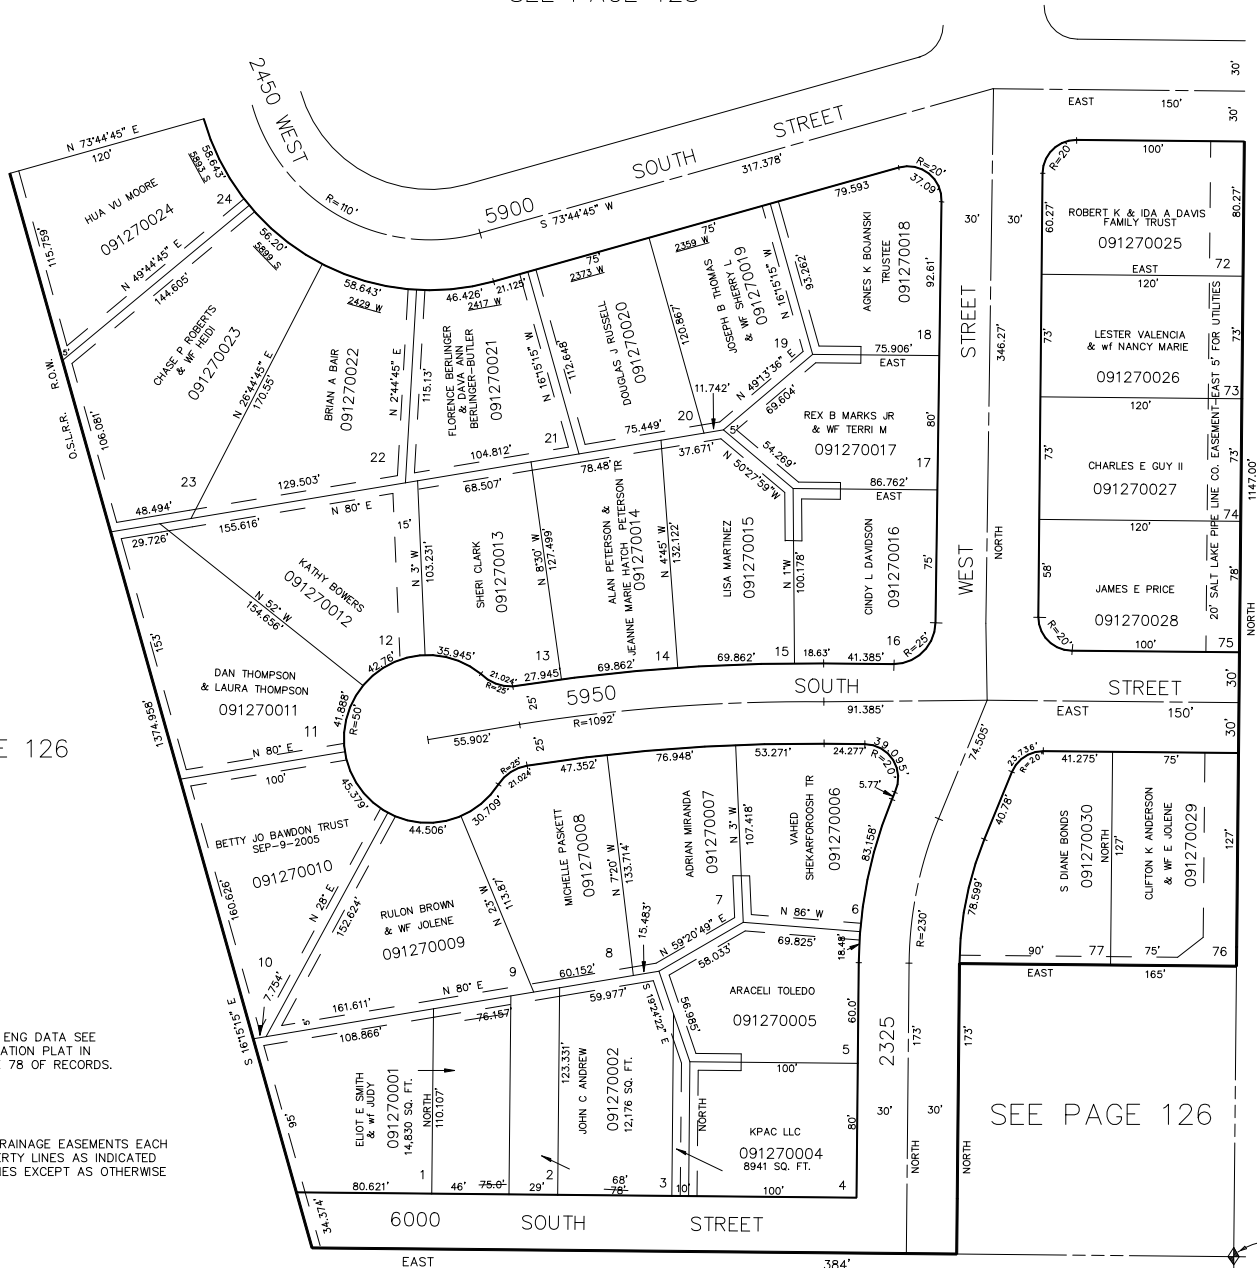 2450 WEST
5900
SOUTH
STREET
S 73°44'45" W
317.378'
EAST
150'
30'
30'
N 73°44'45" E
120'
58.643'
5893 S
HUA VU MOORE
091270024
24
115.759'
N 49°44'45" E
144.605'
R=110'
56.20'
5899 S
CHASE P ROBERTS
& WF HEIDI
091270023
23
R.O.W.
O.S.L.R.R.
5'
106.081'
N 26°44'45" E
170.55'
58.643'
2429 W
BRIAN A BAIR
091270022
22
N 2°44'45" E
115.13'
46.426'
2417 W
21.125'
FLORENCE BERLINGER
& DAVA ANN
BERLINGER-BUTLER
091270021
21
N 16°15'15" W
112.648'
75'
2373 W
DOUGLAS J RUSSELL
091270020
20
120.867'
75'
2359 W
JOSEPH B THOMAS
& WF SHERRY L
091270019
19
N 16°15'15" W
93.262'
79.593
R=20'
37.09
AGNES K BOJANSKI
TRUSTEE
091270018
18
92.61'
75.906'
EAST
30'
30'
STREET
WEST
346.27'
NORTH
R=20'
100'
60.27'
80.27'
ROBERT K & IDA A DAVIS
FAMILY TRUST
091270025
EAST
72
120'
73'
73'
LESTER VALENCIA
& wf NANCY MARIE
091270026
73
120'
73'
73'
CHARLES E GUY II
091270027
74
120'
58'
78'
JAMES E PRICE
091270028
75
R=20'
100'
20' SALT LAKE PIPE LINE CO. EASEMENT-EAST 5' FOR UTILITIES
1147.00'
NORTH
11.742'
N 49°13'36" E
69.604'
5'
REX B MARKS JR
& WF TERRI M
091270017
17
80'
54.269'
N 50°27'59"W
86.762'
EAST
48.494'
129.503'
104.812'
75.449'
37.671'
78.48'
68.507'
N 80° E
155.616'
29.726'
15'
KATHY BOWERS
091270012
12
N 52° W
154.656'
N 3° W
103.231'
SHERI CLARK
091270013
13
N 8°30' W
127.499
ALAN PETERSON &
JEANNE MARIE HATCH PETERSON TR
091270014
14
N 4°45' W
132.122'
LISA MARTINEZ
091270015
15
N 1°W
100.178'
CINDY L DAVIDSON
091270016
16
75'
R=25'
153'
DAN THOMPSON
& LAURA THOMPSON
091270011
11
42.76'
35.945'
21.024'
R=25'
27.945
69.862'
69.862'
18.63'
41.385'
41.888'
R=50'
1374.958'
N 80° E
100'
5950
SOUTH
STREET
25'
25'
R=1092'
55.902'
91.385'
EAST
150'
30'
30'
E 126
45.379'
44.506'
30.709'
R=25'
21.024'
47.352'
76.948'
53.271'
24.277'
39.095'
R=20'
5.77'
74.505'
23.736'
R=20'
41.275'
75'
BETTY JO BAWDON TRUST
SEP-9-2005
091270010
10
160.626'
N 28° E
152.624'
RULON BROWN
& WF JOLENE
091270009
9
N 23° W
113.87'
MICHELLE PASKETT
091270008
8
N 7°20' W
133.714'
ADRIAN MIRANDA
091270007
7
N 3° W
107.418'
VAHED
SHEKARFOROOSH TR
091270006
6
83.158'
40.78'
78.599'
R=230'
S DIANE BONDS
091270030
NORTH
127'
77
CLIFTON K ANDERSON
& WF E JOLENE
091270029
127'
76
90'
75'
EAST
165'
7.754'
161.611'
5'
N 80° E
60.152'
15.483'
N 59°20'49" E
58.033'
N 86° W
69.825'
18.48'
108.866'
76.157'
59.977'
56.985'
S 19°24'22" E
ARACELI TOLEDO
091270005
5
60.0'
100'
S 16°15'15" E
95'
ELIOT E SMITH
& wf JUDY
091270001
14,830 SQ. FT.
NORTH
110.107'
1
123.331'
JOHN C ANDREW
091270002
12,176 SQ. FT.
2
3
NORTH
KPAC LLC
091270004
8941 SQ. FT.
4
80'
80.621'
46'
75.0'
29'
68'
78'
10'
100'
34.374'
2325
173'
173'
30'
30'
NORTH
NORTH
SEE PAGE 126
6000
SOUTH
STREET
EAST
384'
ENG DATA SEE
ATION PLAT IN
78 OF RECORDS.
RAINAGE EASEMENTS EACH
ERTY LINES AS INDICATED
ES EXCEPT AS OTHERWISE